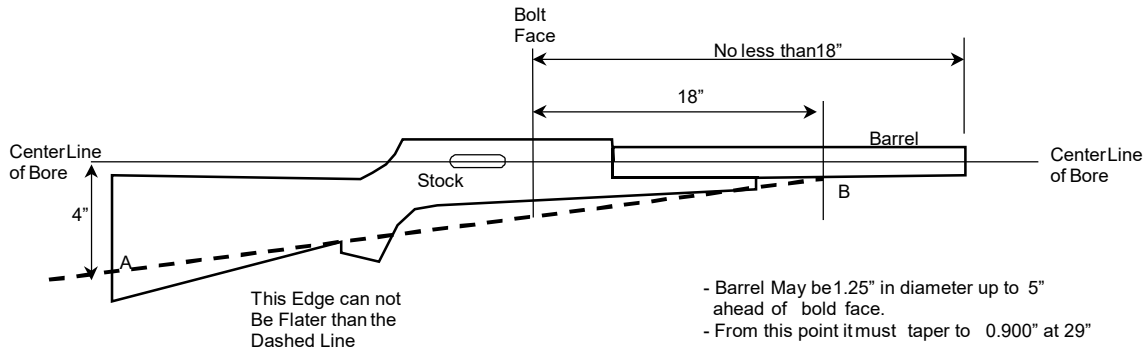 Bolt
Face
No less than18”
18”
Barrel
Center Line
of Bore
Center Line
of Bore
Stock
4”
B
A
This Edge can not
Be Flater than the
Dashed Line
- Barrel May be1.25” in diameter up to 5”
ahead of bold face.
- From this point it must taper to 0.900” at 29”